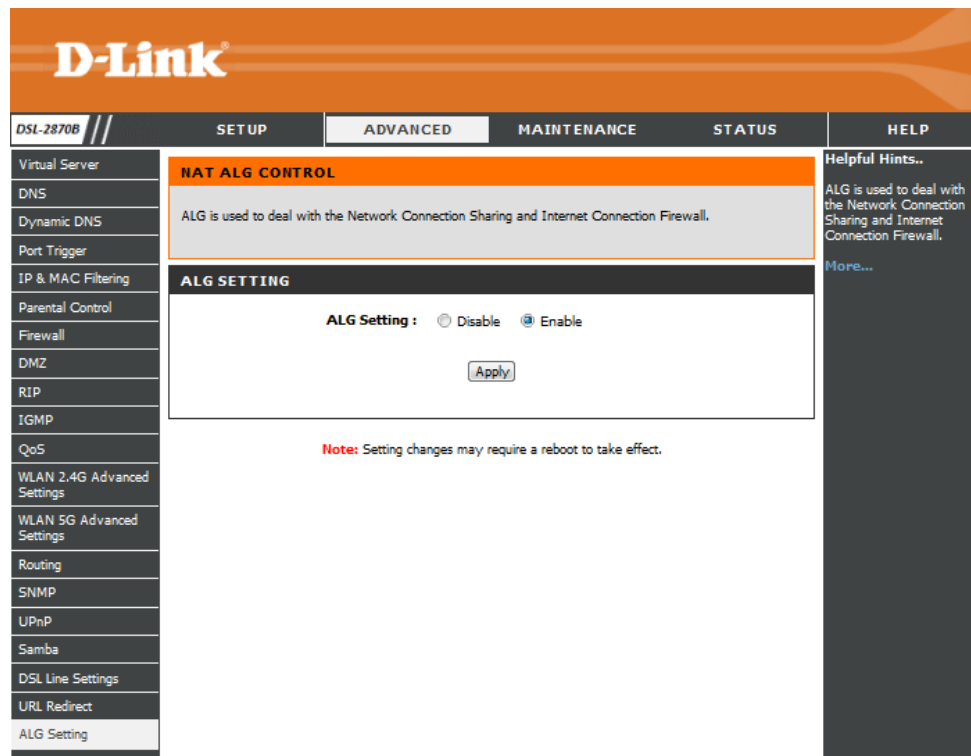 D-Link®
DSL-2870B
SETUP
ADVANCED
MAINTENANCE
STATUS
HELP
Virtual Server
DNS
Dynamic DNS
Port Trigger
IP & MAC Filtering
Parental Control
Firewall
DMZ
RIP
IGMP
QoS
WLAN 2.4G Advanced
Settings
WLAN 5G Advanced
Settings
Routing
SNMP
UPnP
Samba
DSL Line Settings
URL Redirect
ALG Setting
NAT ALG CONTROL
ALG is used to deal with the Network Connection Sharing and Internet Connection Firewall.
ALG SETTING
ALG Setting : Disable Enable
Apply
Note: Setting changes may require a reboot to take effect.
Helpful Hints..
ALG is used to deal with
the Network Connection
Sharing and Internet
Connection Firewall.
More...